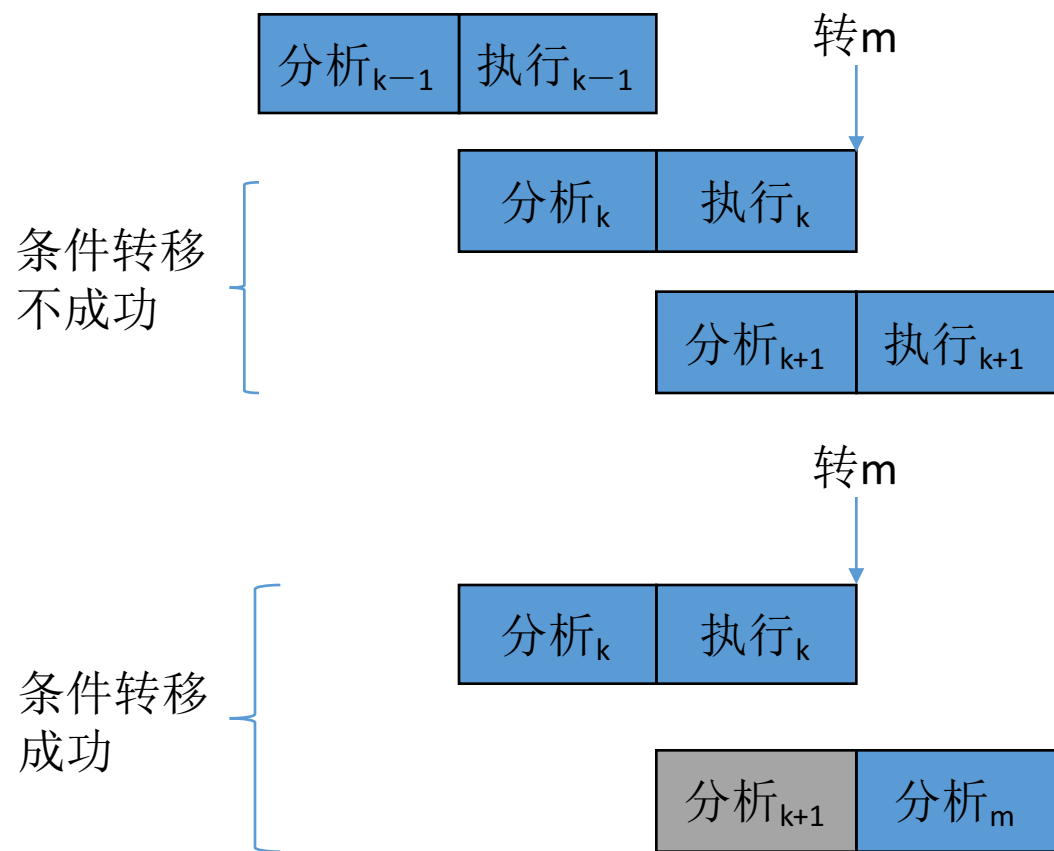 转m
分析k－1 执行k－1
分析k 执行k
条件转移
不成功
分析k+1 执行k+1
转m
分析k 执行k
条件转移
成功
分析k+1 分析m